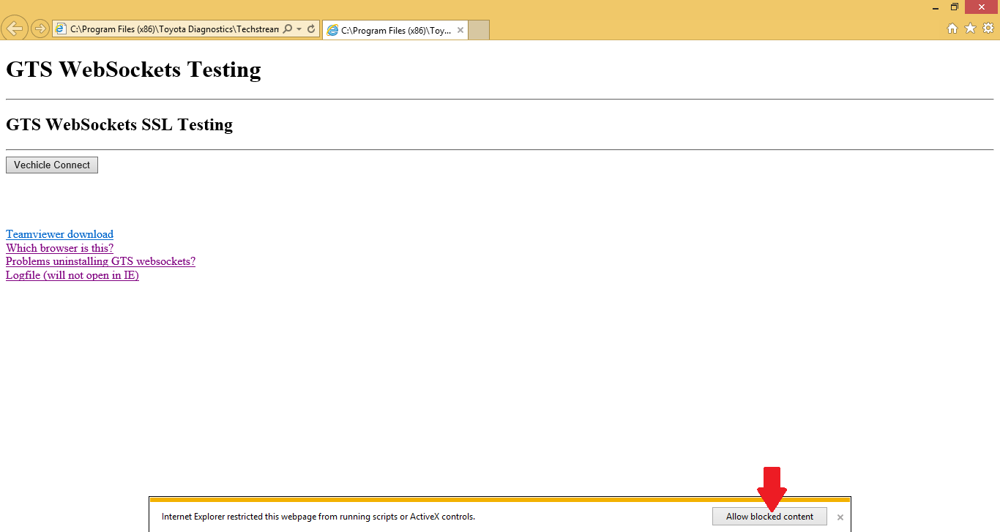 C:\Program Files (x86)\Toyota Diagnostics\Techstream
C:\Program Files (x86)\Toy...
GTS WebSockets Testing
GTS WebSockets SSL Testing
Vechicle Connect
Teamviewer download
Which browser is this?
Problems uninstalling GTS websockets?
Logfile (will not open in IE)
Internet Explorer restricted this webpage from running scripts or ActiveX controls.
Allow blocked content